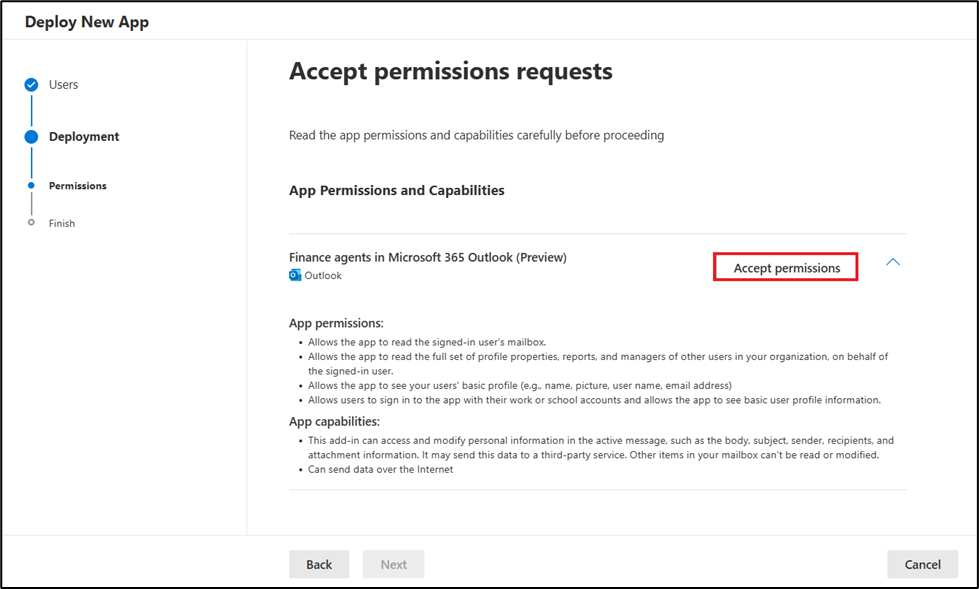 Deploy New App
Users
Deployment
Permissions
Finish
Accept permissions requests
Read the app permissions and capabilities carefully before proceeding
App Permissions and Capabilities
Finance agents in Microsoft 365 Outlook (Preview)
Outlook
Accept permissions
App permissions:
• Allows the app to read the signed-in user's mailbox.
• Allows the app to read the full set of profile properties, reports, and managers of other users in your organization, on behalf of
the signed-in user.
• Allows the app to see your users' basic profile (e.g., name, picture, user name, email address)
• Allows users to sign in to the app with their work or school accounts and allows the app to see basic user profile information.
App capabilities:
• This add-in can access and modify personal information in the active message, such as the body, subject, sender, recipients, and
attachment information. It may send this data to a third-party service. Other items in your mailbox can't be read or modified.
• Can send data over the Internet
Back
Next
Cancel